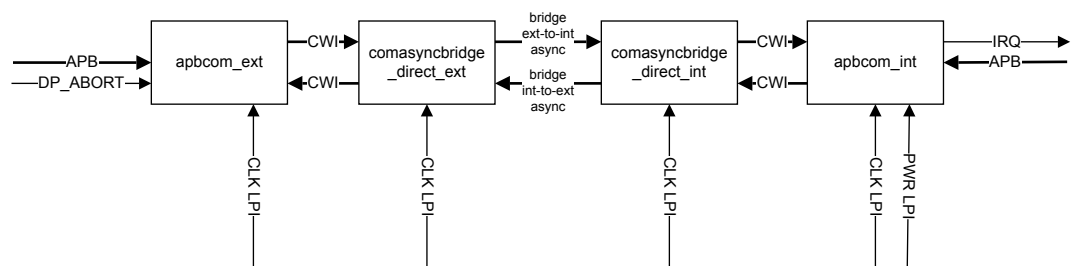 bridge
ext-to-int
async
apbcom_ext
CWI
comasyncbridge
_direct_ext
comasyncbridge
_direct_int
CWI
apbcom_int
IRQ
APB
APB
DP_ABORT
CWI
bridge
int-to-ext
async
CWI
CLK LPI
CLK LPI
CLK LPI
CLK LPI
PWR LPI